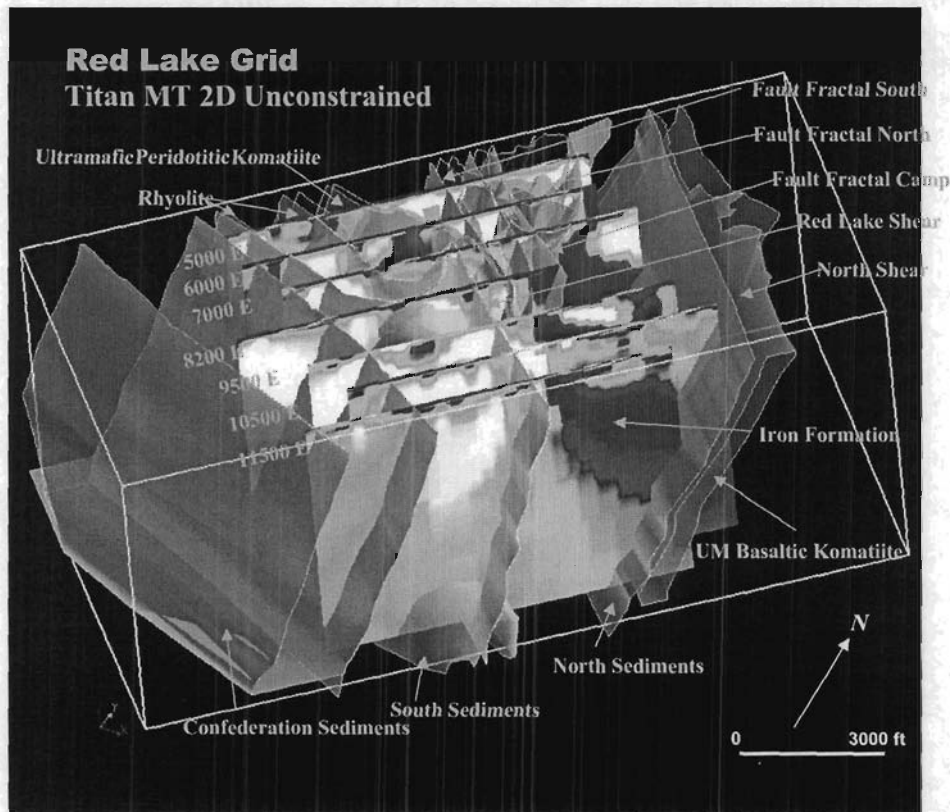 Red Lake Grid
Titan MT 2D Unconstrained
Fault Fractal South
Fault Fractal North
Ultramafic Peridotitic Komatiite
Fault Fractal Camp
Rhyolite
Red Lake Shear
5000 E
North Shear
6000 E
7000 E
8200 E
9500 E
10500 E
Iron Formation
11500 E
UM Basaltic Komatiite
N
North Sediments
South Sediments
Confederation Sediments
0 3000 ft